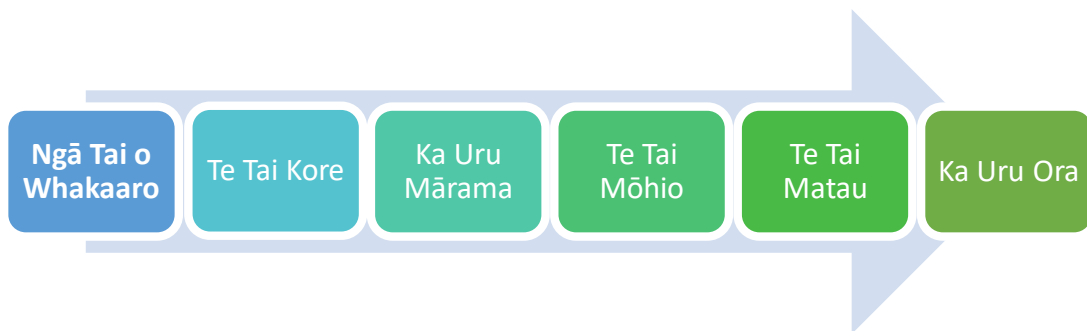 Ngā Tai o
Whakaaro
Te Tai Kore
Ka Uru
Mārama
Te Tai
Mōhio
Te Tai
Matau
Ka Uru Ora